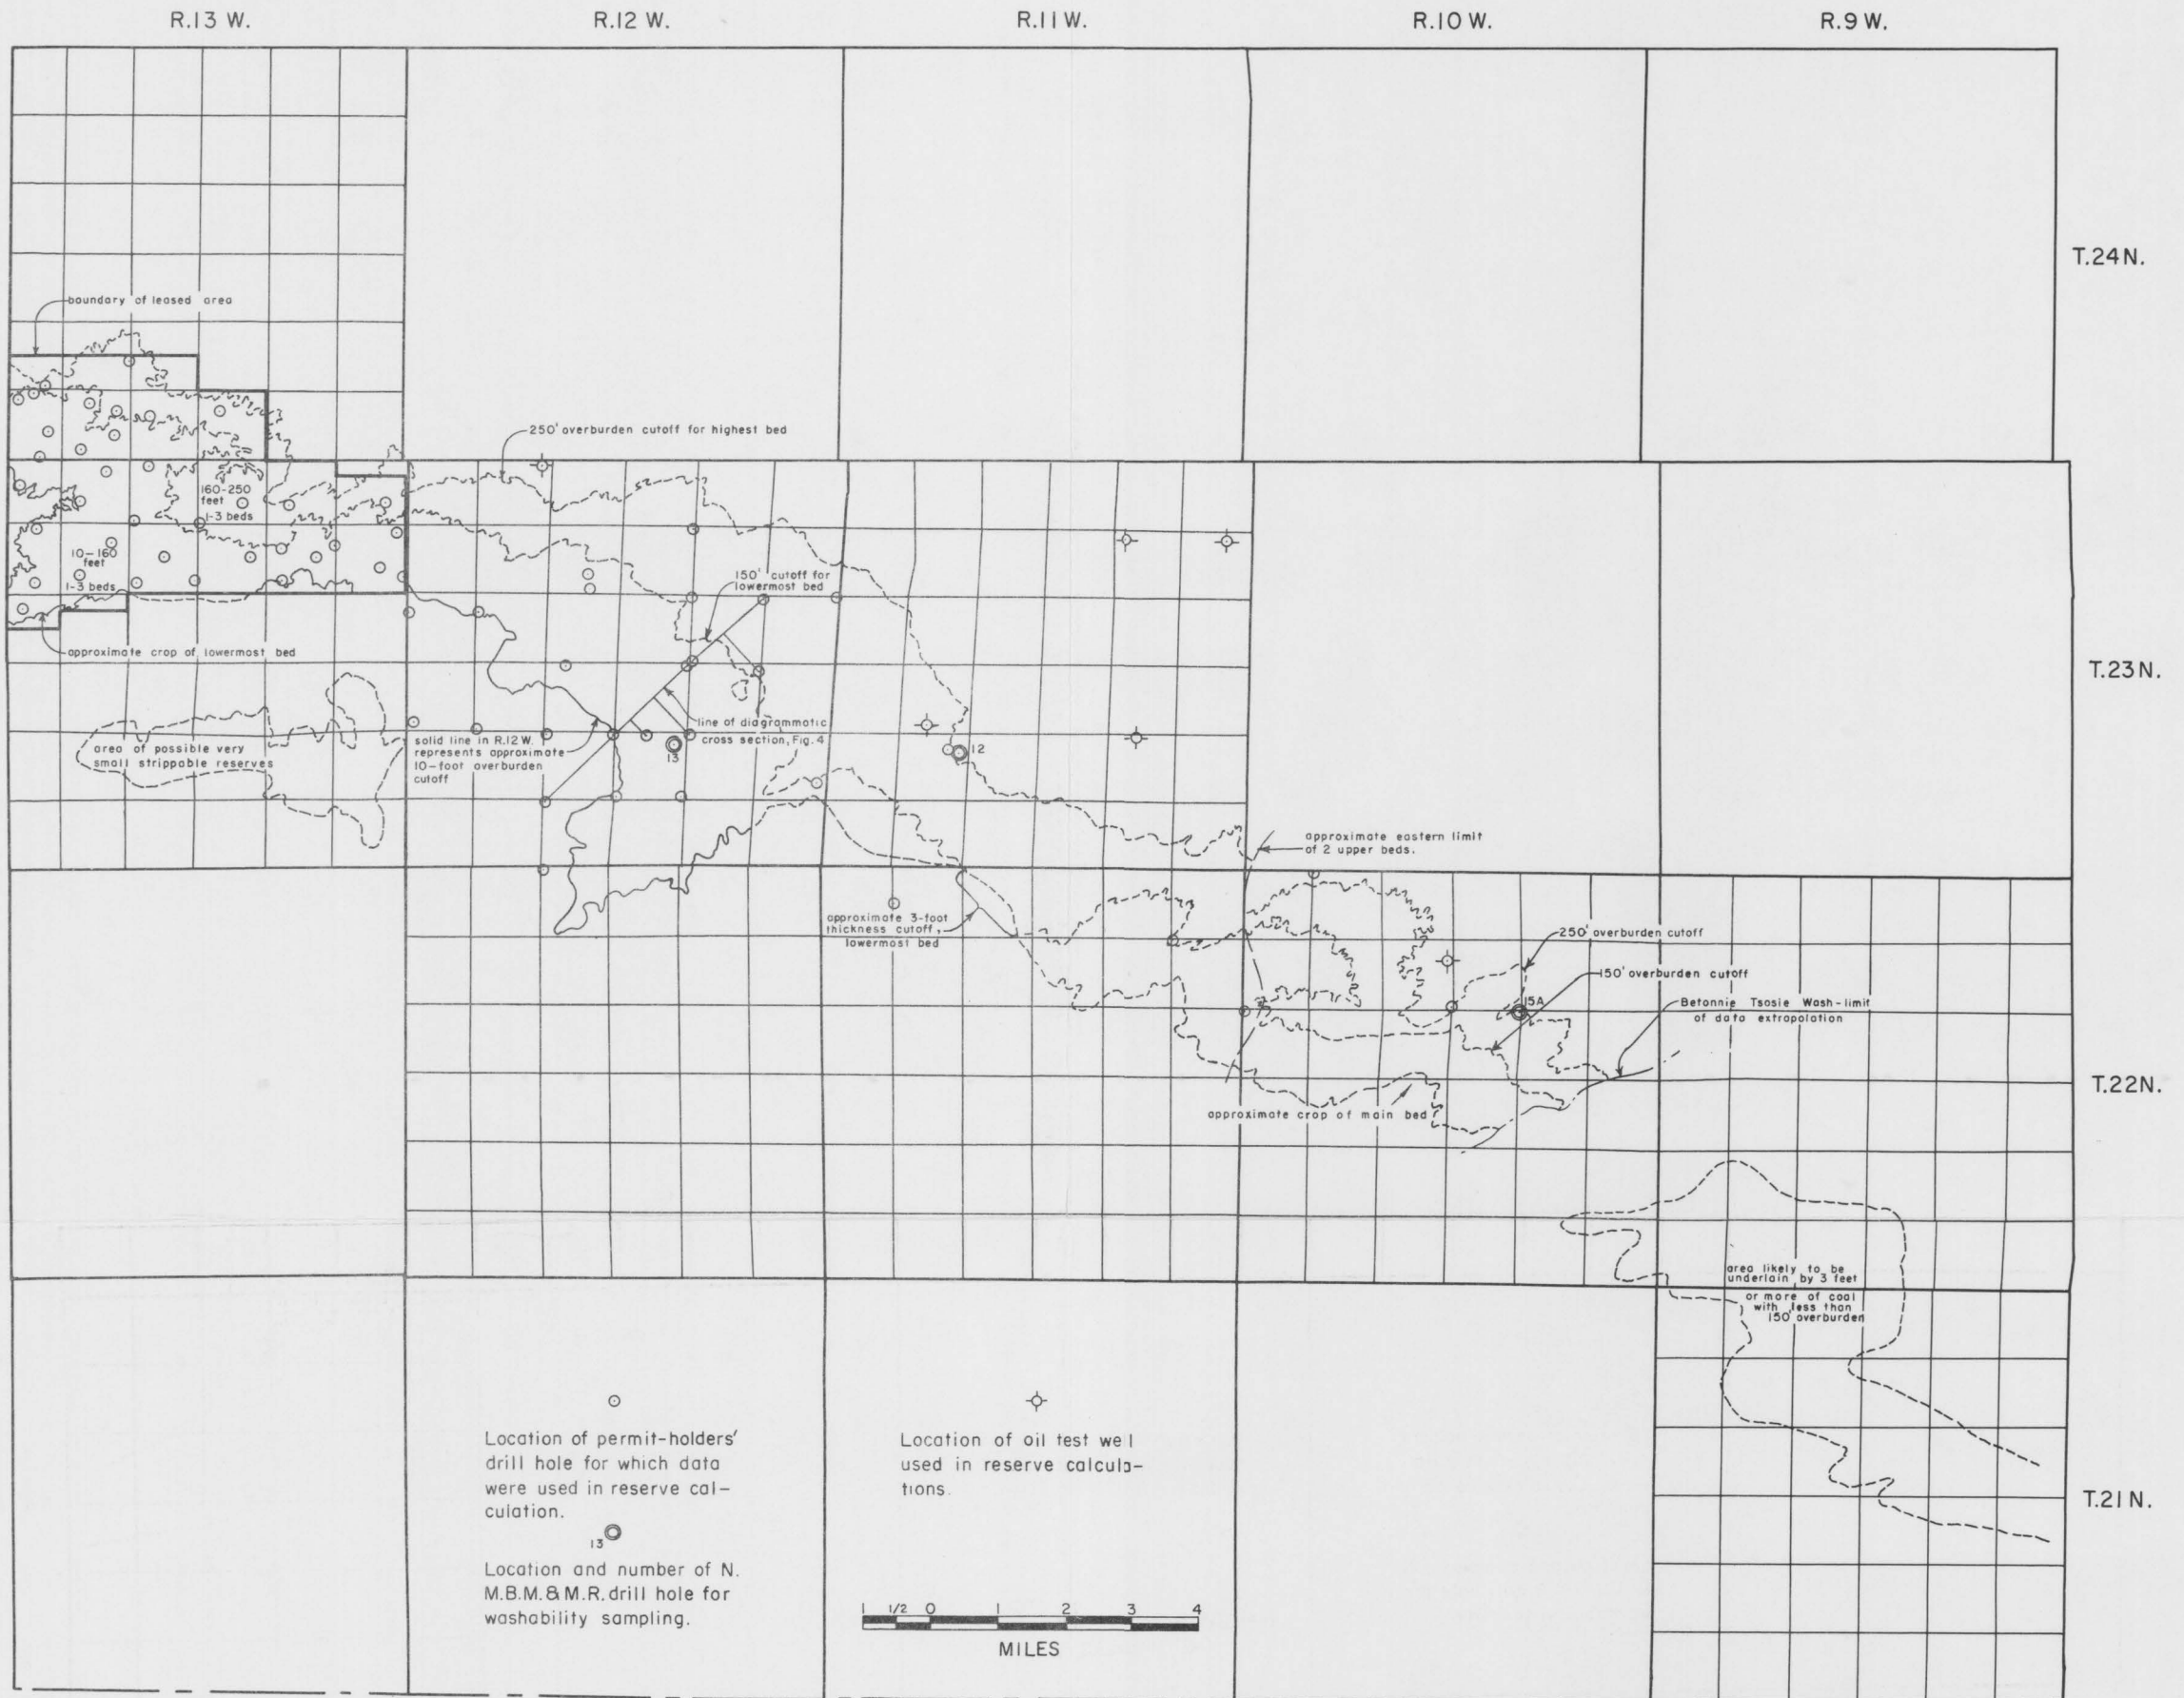 R.13 W.
R.12 W.
R.11 W.
R.10 W.
R.9 W.
T.24N.
boundary of leased area
250' overburden cutoff for highest bed
160-250
feet
1-3 beds
10-160
feet
1-3 beds
150' cutoff for
lowermost bed
approximate crop of lowermost bed
T.23N.
line of diagrammatic
cross section, Fig. 4
area of possible very
small strippable reserves
solid line in R.12 W.
represents approximate
10-foot overburden
cutoff
13
12
approximate eastern limit
of 2 upper beds.
approximate 3-foot
thickness cutoff,
lowermost bed
250' overburden cutoff
150' overburden cutoff
15A
Betonnie Tsosie Wash-limit
of data extrapolation
T.22N.
approximate crop of main bed
area likely to be
underlain by 3 feet
or more of coal
with less than
150' overburden
T.21N.
Location of permit-holders'
drill hole for which data
were used in reserve cal-
culation.
13
Location and number of N.
M.B.M.& M.R. drill hole for
washability sampling.
Location of oil test we l
used in reserve calcula-
tions.
1 1/2 0 1 2 3 4
MILES